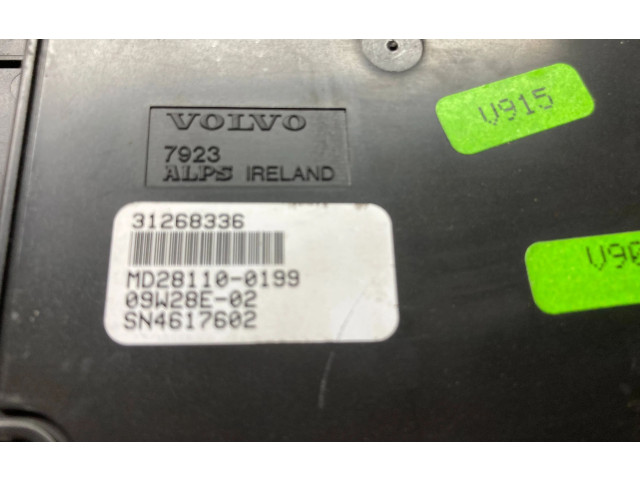 VOLVO
7923
ALPS IRELAND
V915
31268336
MD28110-0199
09W28E-02
SN4617602